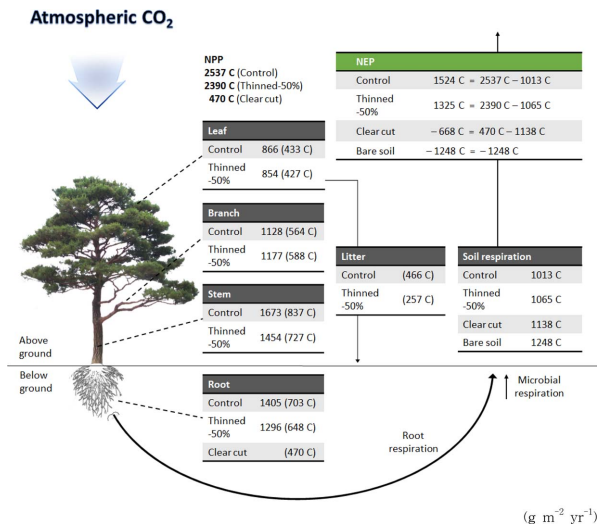 Atmospheric CO₂
NPP
2537 C (Control)
2390 C (Thinned-50%)
470 C (Clear cut)
NEP
Control 1524 C = 2537 C − 1013 C
Thinned
-50% 1325 C = 2390 C − 1065 C
Clear cut − 668 C = 470 C − 1138 C
Bare soil − 1248 C = − 1248 C
Leaf
Control 866 (433 C)
Thinned
-50% 854 (427 C)
Branch
Control 1128 (564 C)
Thinned
-50% 1177 (588 C)
Stem
Control 1673 (837 C)
Thinned
-50% 1454 (727 C)
Litter
Control (466 C)
Thinned
-50% (257 C)
Soil respiration
Control 1013 C
Thinned
-50% 1065 C
Clear cut 1138 C
Bare soil 1248 C
Above
ground
Below
ground
Root
Control 1405 (703 C)
Thinned
-50% 1296 (648 C)
Clear cut (470 C)
Microbial
respiration
Root
respiration
(g m⁻² yr⁻¹)